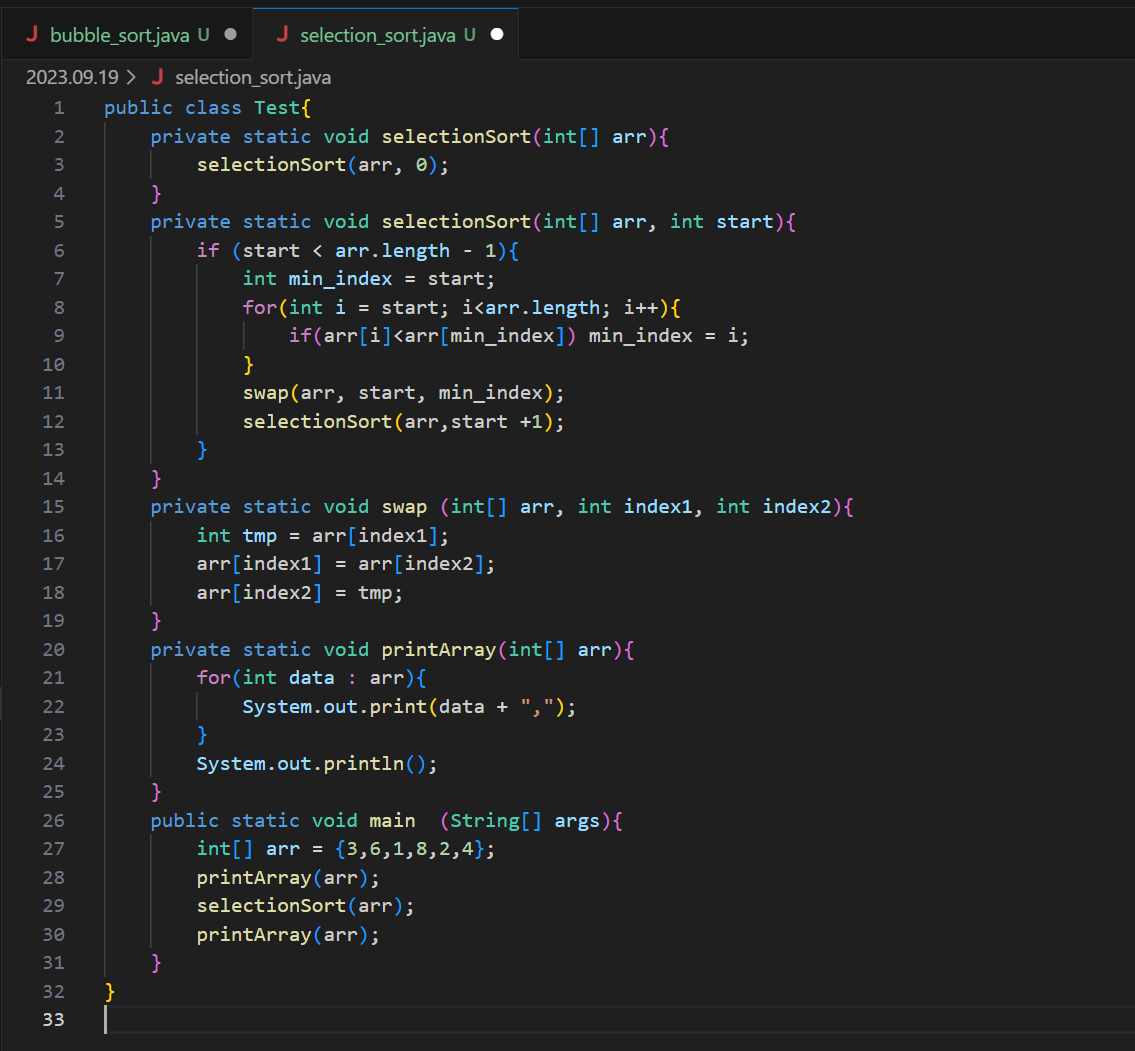 J bubble_sort.java U ● J selection_sort.java U ●
2023.09.19 > J selection_sort.java
1 public class Test{
2     private static void selectionSort(int[] arr){
3         selectionSort(arr, 0);
4     }
5     private static void selectionSort(int[] arr, int start){
6         if (start < arr.length - 1){
7             int min_index = start;
8             for(int i = start; i<arr.length; i++){
9                 if(arr[i]<arr[min_index]) min_index = i;
10             }
11             swap(arr, start, min_index);
12             selectionSort(arr,start +1);
13         }
14     }
15     private static void swap (int[] arr, int index1, int index2){
16         int tmp = arr[index1];
17         arr[index1] = arr[index2];
18         arr[index2] = tmp;
19     }
20     private static void printArray(int[] arr){
21         for(int data : arr){
22             System.out.print(data + ",");
23         }
24         System.out.println();
25     }
26     public static void main  (String[] args){
27         int[] arr = {3,6,1,8,2,4};
28         printArray(arr);
29         selectionSort(arr);
30         printArray(arr);
31     }
32 }
33